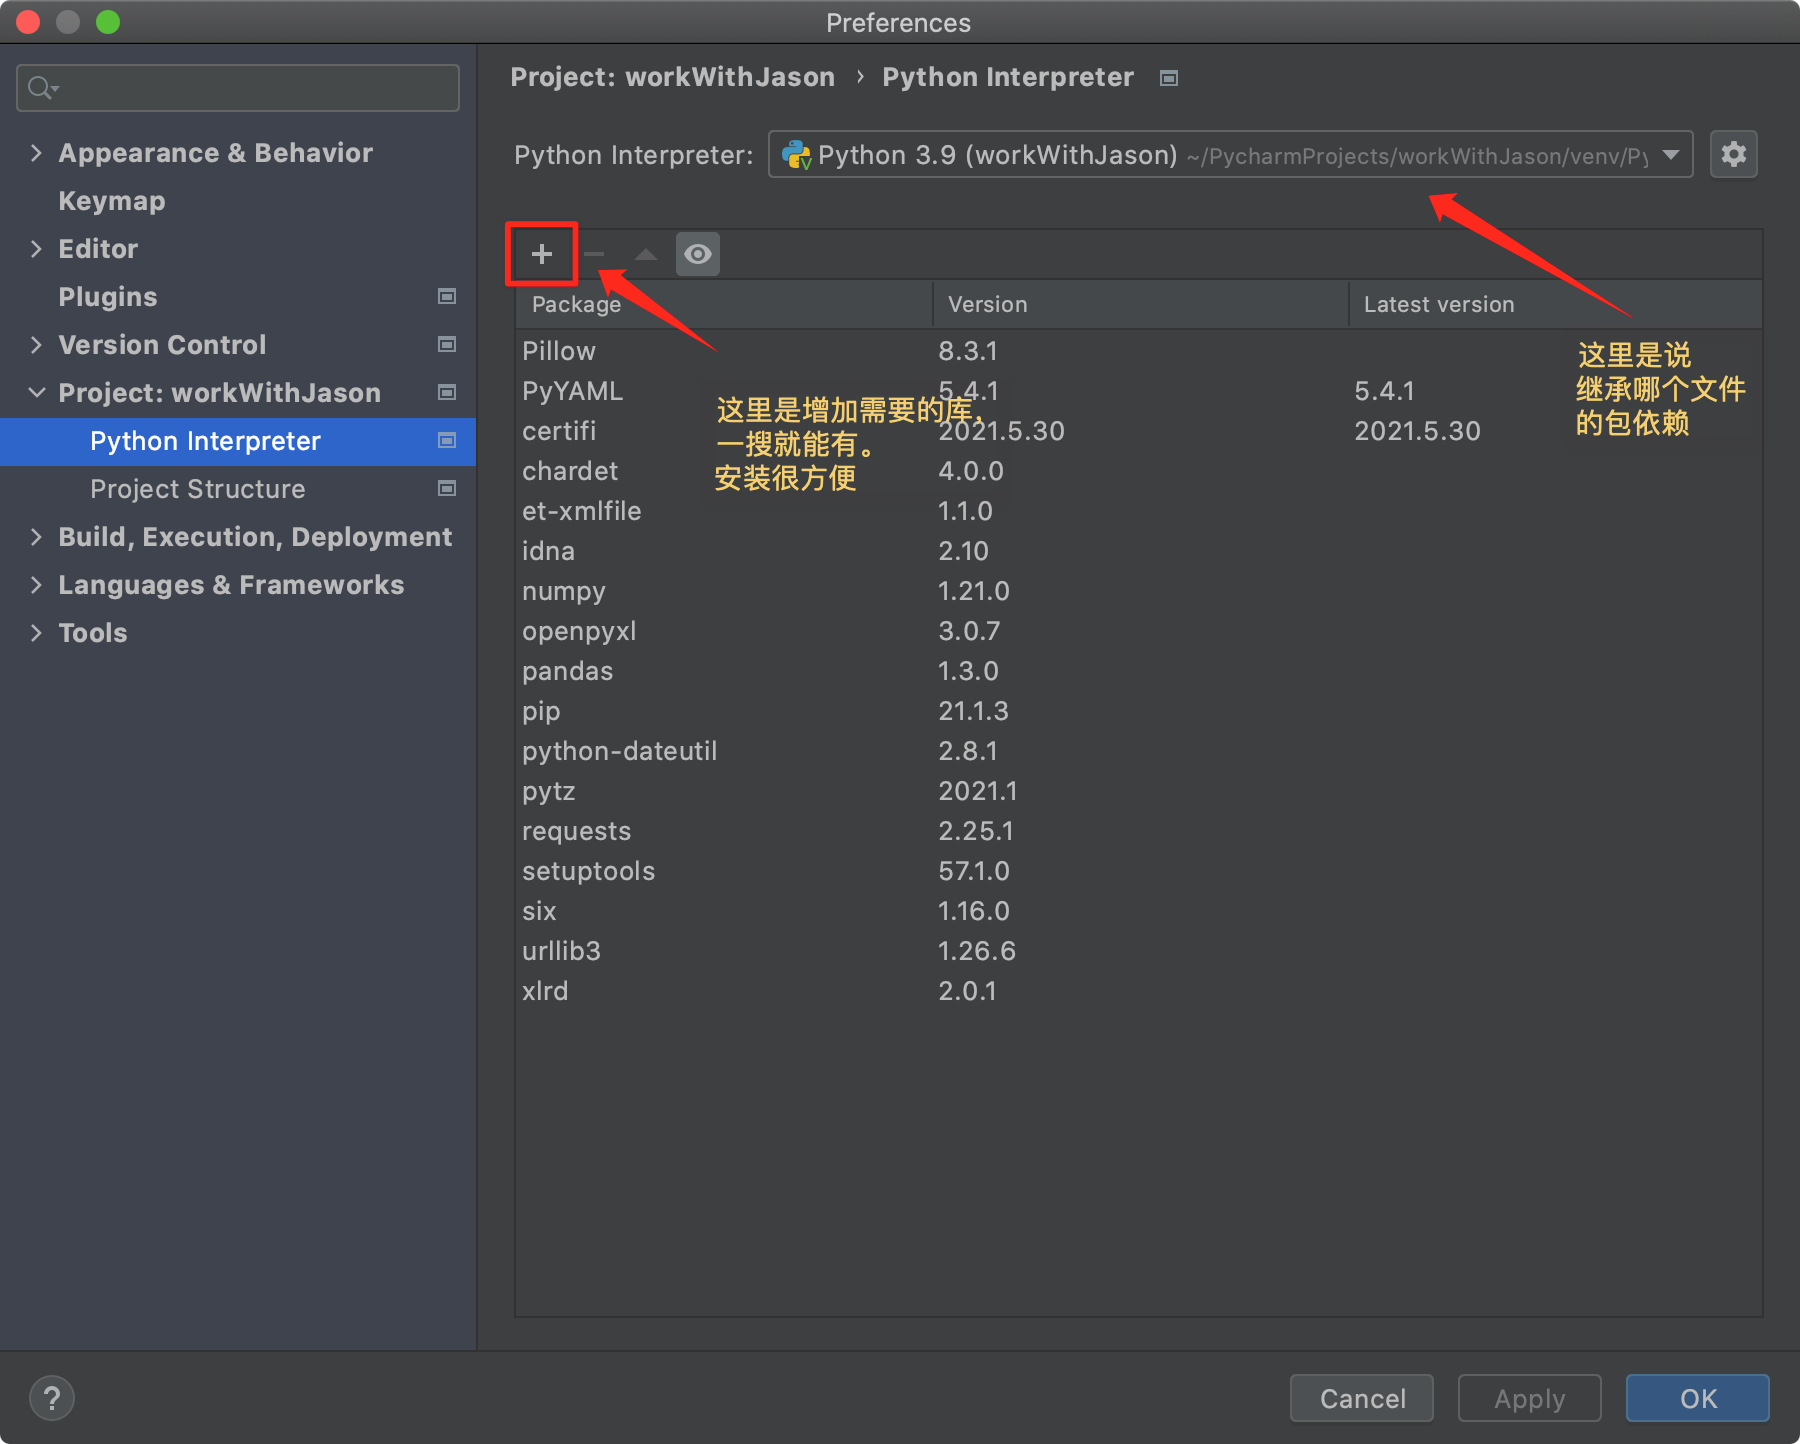 Preferences
Project: workWithJason › Python Interpreter
Appearance & Behavior
Keymap
Editor
Plugins
Version Control
Project: workWithJason
Python Interpreter
Project Structure
Build, Execution, Deployment
Languages & Frameworks
Tools
Python Interpreter: Python 3.9 (workWithJason) ~/PycharmProjects/workWithJason/venv/Py
Package Version Latest version
Pillow 8.3.1
PyYAML 5.4.1 5.4.1
certifi 2021.5.30 2021.5.30
chardet 4.0.0
et-xmlfile 1.1.0
idna 2.10
numpy 1.21.0
openpyxl 3.0.7
pandas 1.3.0
pip 21.1.3
python-dateutil 2.8.1
pytz 2021.1
requests 2.25.1
setuptools 57.1.0
six 1.16.0
urllib3 1.26.6
xlrd 2.0.1
这里是增加需要的库,
一搜就能有。
安装很方便
这里是说
继承哪个文件
的包依赖
? Cancel Apply OK